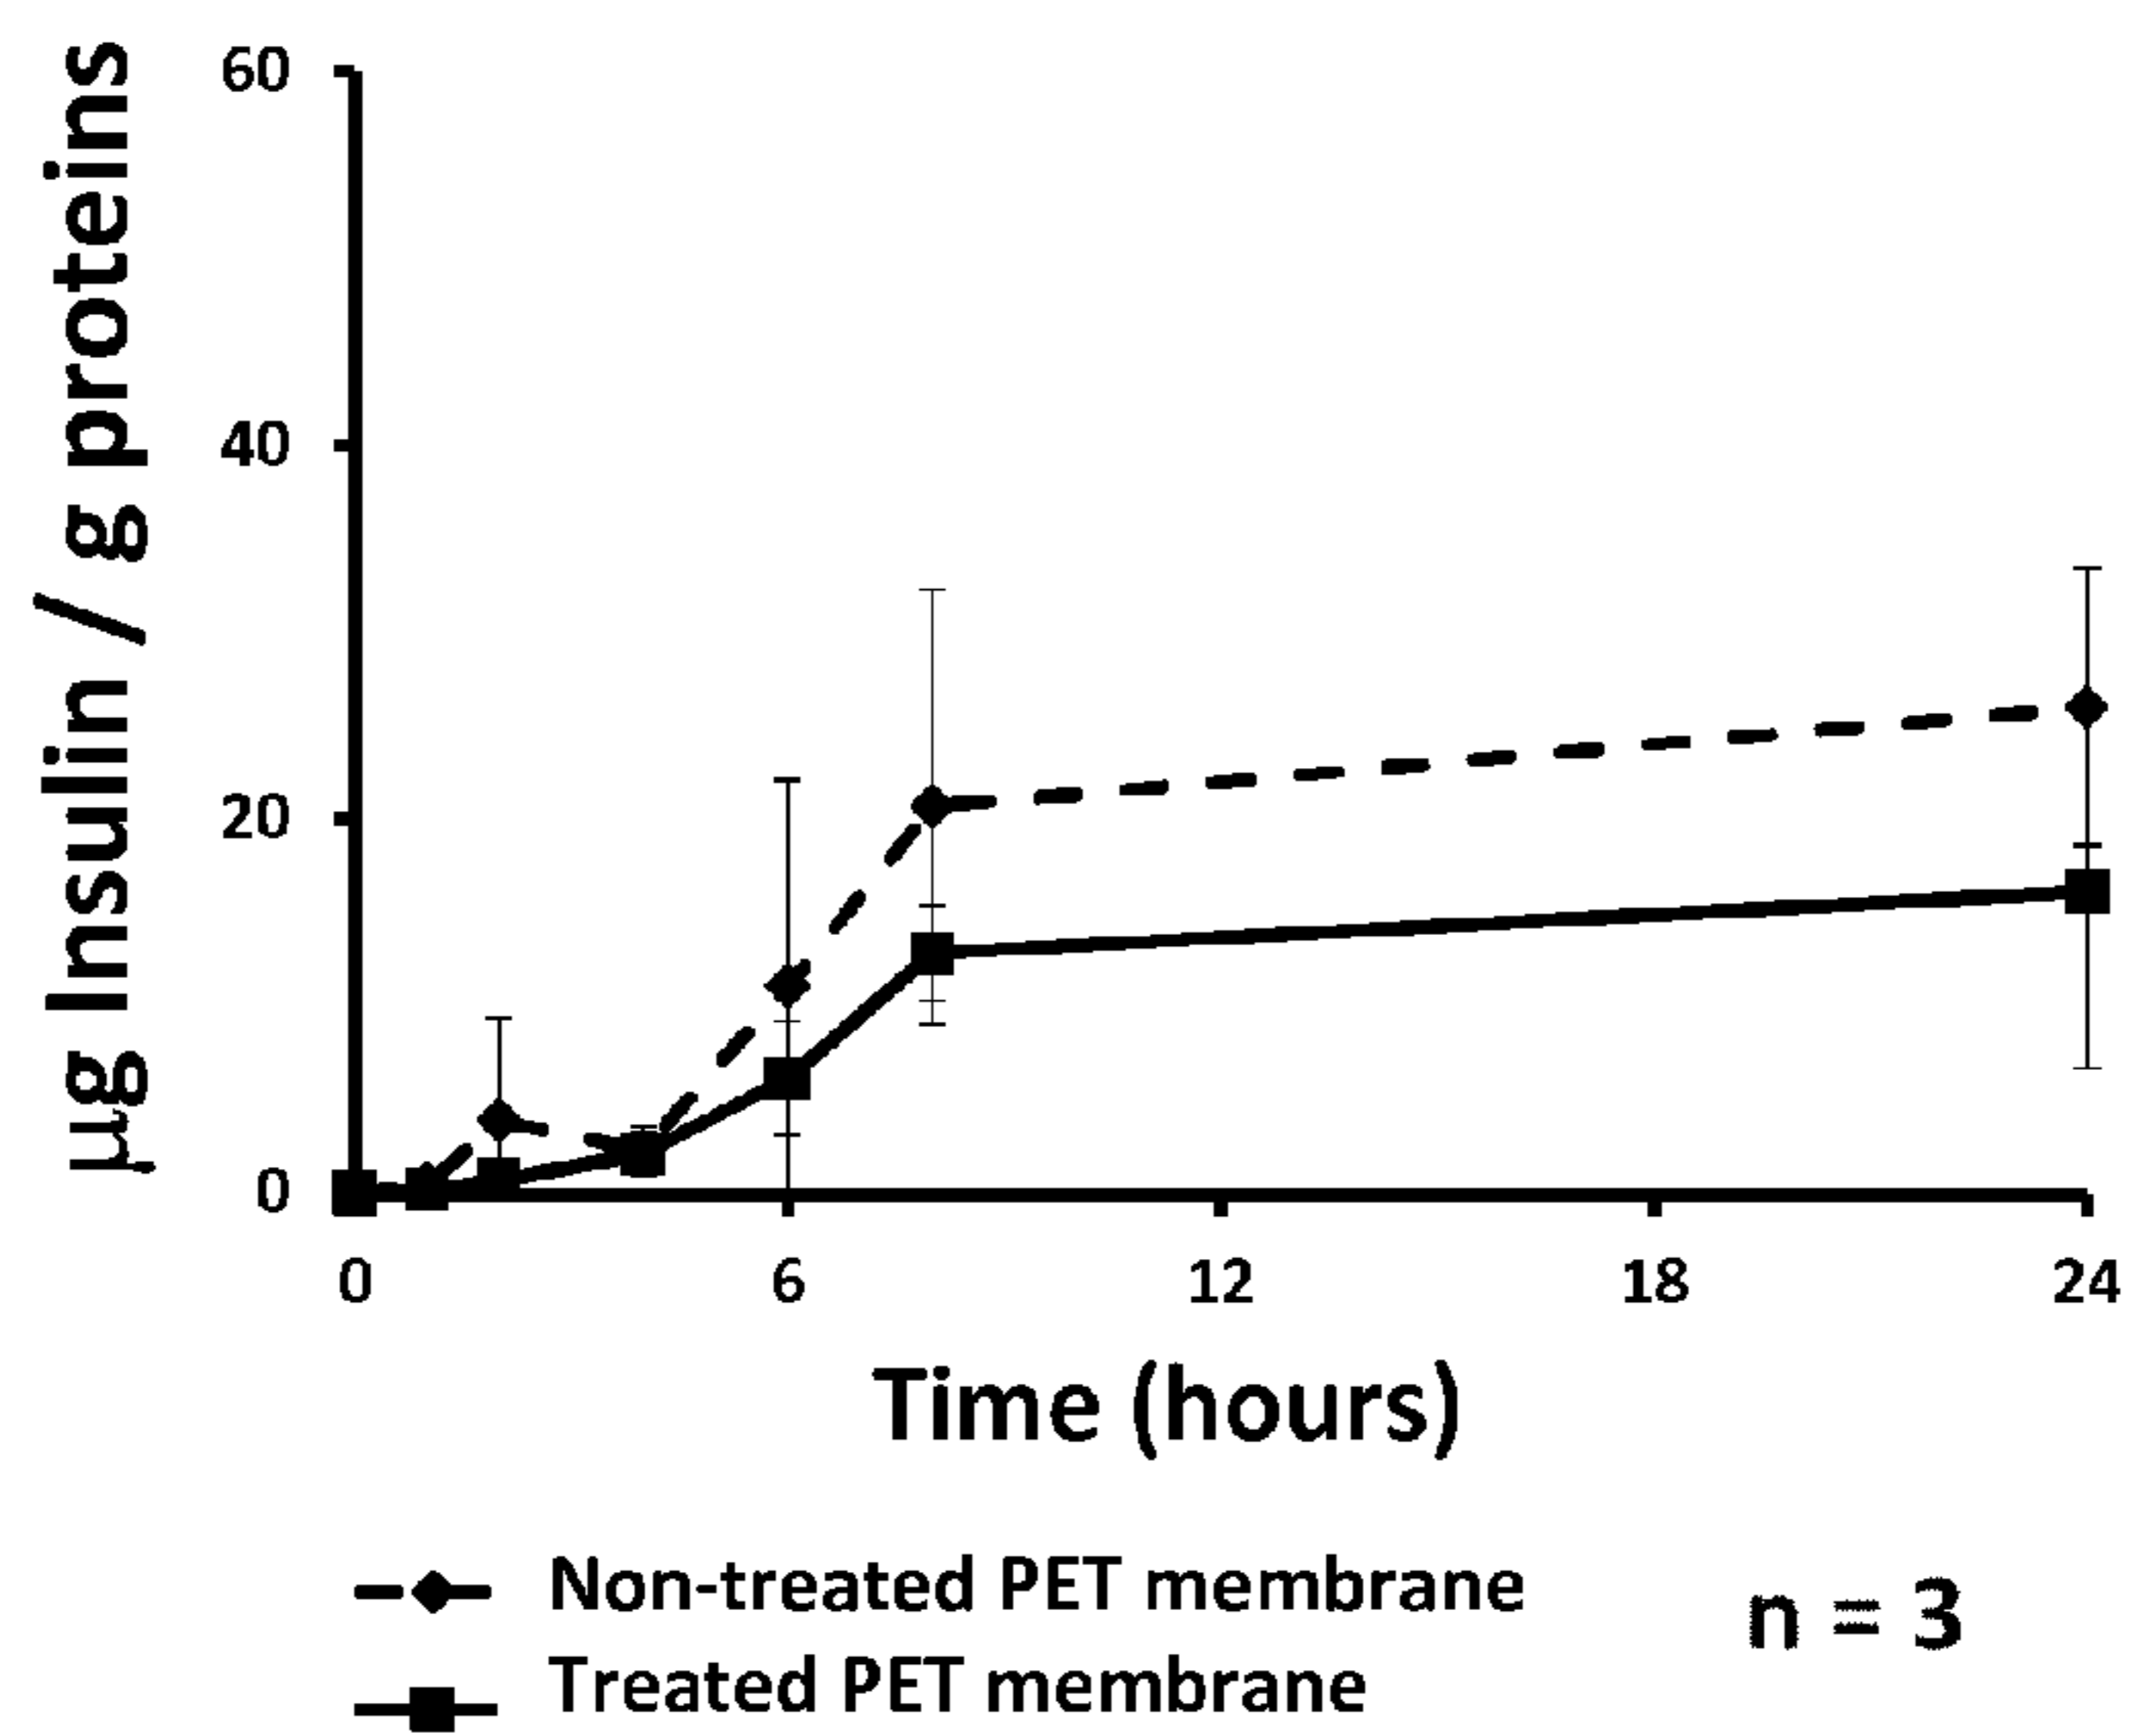 µg Insulin / g proteins
60
40
20
0
0 6 12 18 24
Time (hours)
Non-treated PET membrane
Treated PET membrane
n = 3